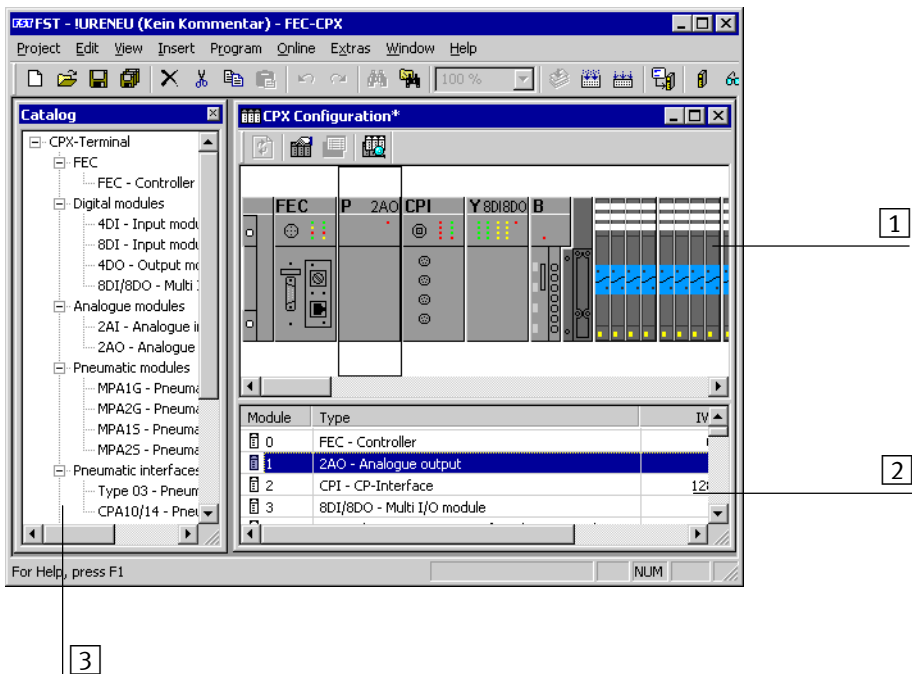 FST - !URENEU (Kein Kommentar) - FEC-CPX
Project Edit View Insert Program Online Extras Window Help
100 %
Catalog
CPX-Terminal
FEC
FEC - Controller
Digital modules
4DI - Input modu
8DI - Input modu
4DO - Output mo
8DI/8DO - Multi
Analogue modules
2AI - Analogue i
2AO - Analogue
Pneumatic modules
MPA1G - Pneuma
MPA2G - Pneuma
MPA1S - Pneuma
MPA2S - Pneuma
Pneumatic interfaces
Type 03 - Pneum
CPA10/14 - Pneu
CPX Configuration*
FEC P 2AO CPI Y 8DI8DO B
Module Type IW
0 FEC - Controller
1 2AO - Analogue output
2 CPI - CP-Interface 128
3 8DI/8DO - Multi I/O module
For Help, press F1
NUM
1
2
3